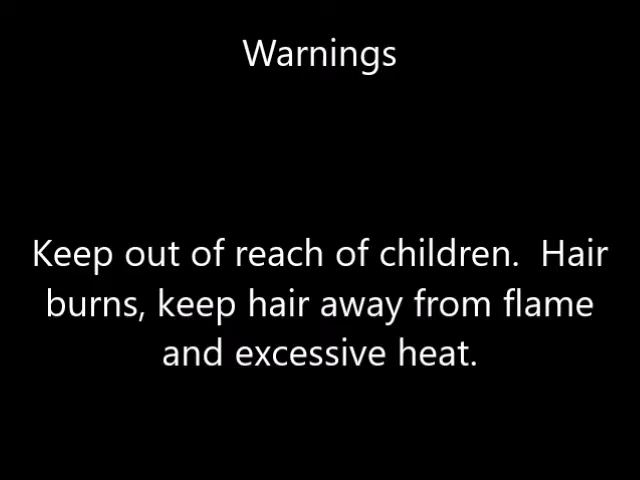 Warnings
Keep out of reach of children.  Hair
burns, keep hair away from flame
and excessive heat.